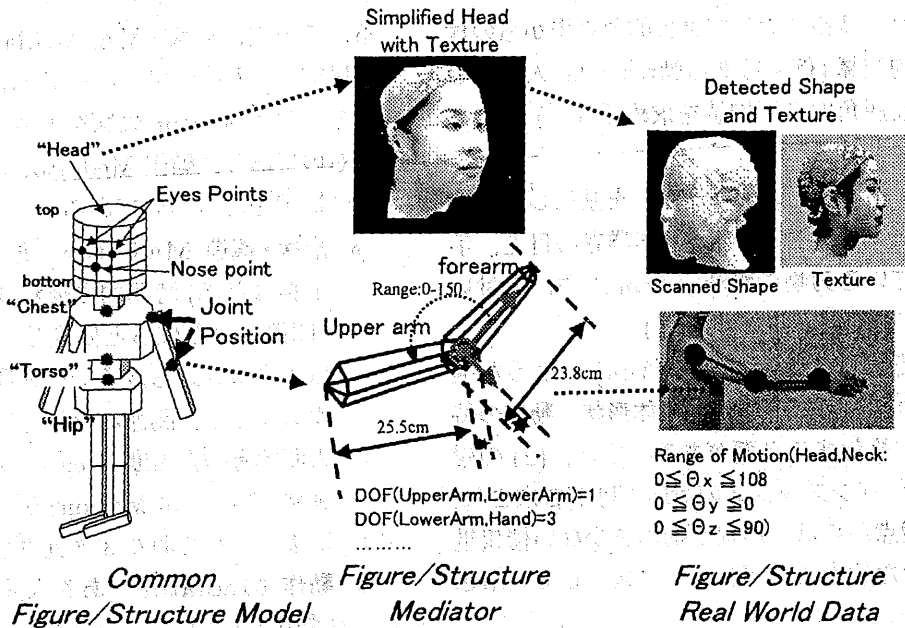 Simplified Head
with Texture
Detected Shape
and Texture
"Head"
top
Eyes Points
Nose point
bottom
"Chest"
Joint
Position
"Torso"
"Hip"
forearm
Range:0-150
Upper arm
23.8cm
25.5cm
DOF(UpperArm,LowerArm)=1
DOF(LowerArm,Hand)=3
………
Scanned Shape
Texture
Range of Motion(Head,Neck:
0≦Θx ≦108
0 ≦Θy ≦0
0 ≦Θz ≦90)
Common
Figure/Structure Model
Figure/Structure
Mediator
Figure/Structure
Real World Data